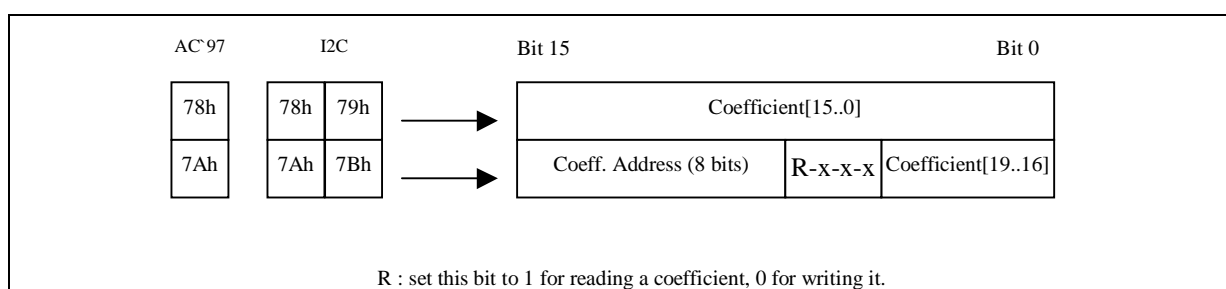 AC`97 I2C Bit 15 Bit 0
78h 78h 79h Coefficient[15..0]
7Ah 7Ah 7Bh Coeff. Address (8 bits) R-x-x-x Coefficient[19..16]
R : set this bit to 1 for reading a coefficient, 0 for writing it.